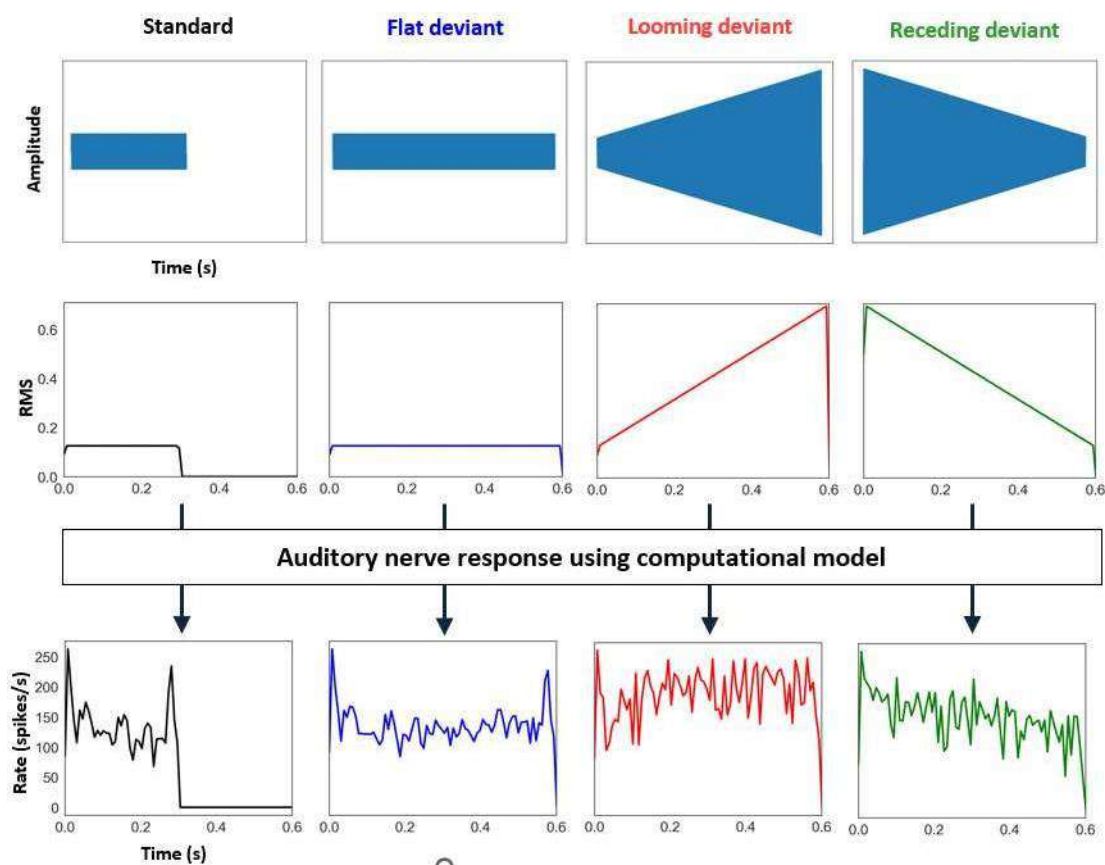 Standard Flat deviant Looming deviant Receding deviant
Amplitude
Time (s)
RMS
0.6
0.4
0.2
0.0
0.0 0.2 0.4 0.6 0.0 0.2 0.4 0.6 0.0 0.2 0.4 0.6 0.0 0.2 0.4 0.6
Auditory nerve response using computational model
Rate (spikes/s)
250
200
150
100
50
0
0.0 0.2 0.4 0.6 0.0 0.2 0.4 0.6 0.0 0.2 0.4 0.6 0.0 0.2 0.4 0.6
Time (s)